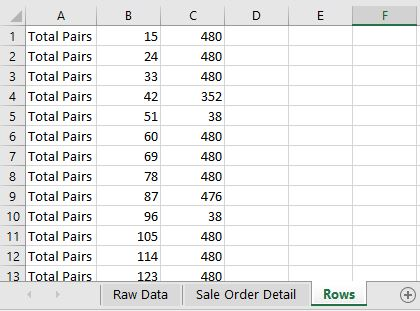 A B C D E F
1 Total Pairs 15 480
2 Total Pairs 24 480
3 Total Pairs 33 480
4 Total Pairs 42 352
5 Total Pairs 51 38
6 Total Pairs 60 480
7 Total Pairs 69 480
8 Total Pairs 78 480
9 Total Pairs 87 476
10 Total Pairs 96 38
11 Total Pairs 105 480
12 Total Pairs 114 480
13 Total Pairs 123 480
Raw Data Sale Order Detail Rows